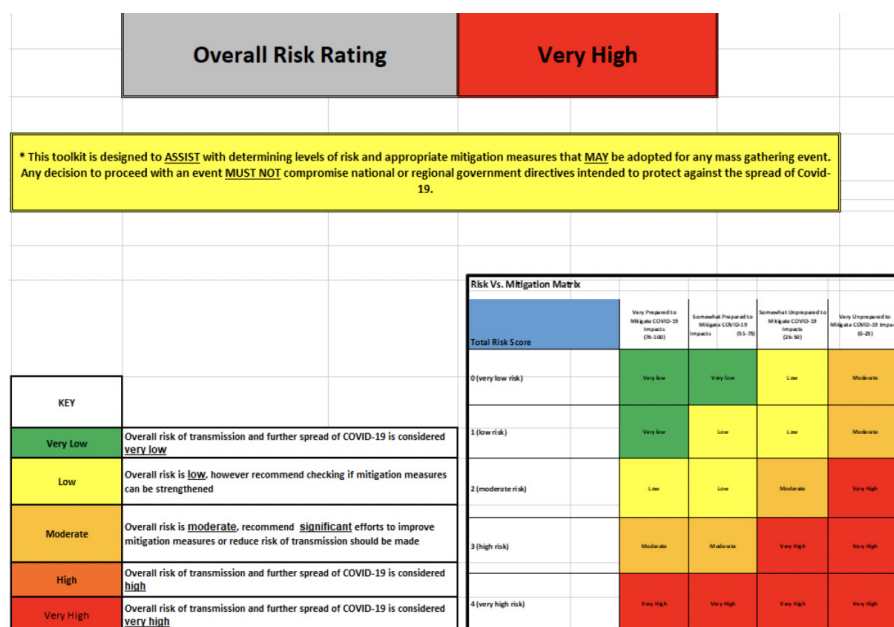 Overall Risk Rating
Very High
* This toolkit is designed to ASSIST with determining levels of risk and appropriate mitigation measures that MAY be adopted for any mass gathering event.
Any decision to proceed with an event MUST NOT compromise national or regional government directives intended to protect against the spread of Covid-
19.
KEY
Very Low
Overall risk of transmission and further spread of COVID-19 is considered
very low
Low
Overall risk is low, however recommend checking if mitigation measures
can be strengthened
Moderate
Overall risk is moderate, recommend significant efforts to improve
mitigation measures or reduce risk of transmission should be made
High
Overall risk of transmission and further spread of COVID-19 is considered
high
Very High
Overall risk of transmission and further spread of COVID-19 is considered
very high
Risk Vs. Mitigation Matrix
Total Risk Score
Very Prepared to
Mitigate COVID-19
Impacts
(76-100)
Somewhat Prepared to
Mitigate COVID-19
Impacts (51-75)
Somewhat Unprepared to
Mitigate COVID-19
Impacts
(26-50)
Very Unprepared to
Mitigate COVID-19 Impac
(0-25)
0 (very low risk)
Very low
Very low
Low
Moderate
1 (low risk)
Very low
Low
Low
Moderate
2 (moderate risk)
Low
Low
Moderate
Very High
3 (high risk)
Moderate
Moderate
Very High
Very High
4 (very high risk)
Very High
Very High
Very High
Very High